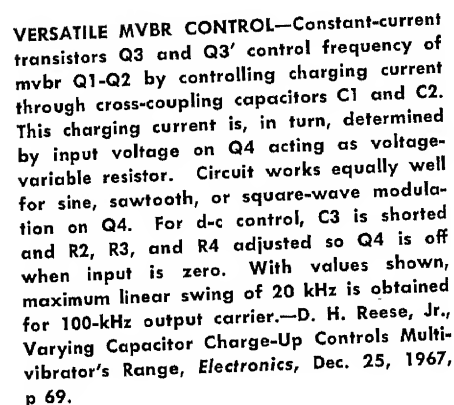 VERSATILE MVBR CONTROL—Constant-current
transistors Q3 and Q3′ control frequency of
mvbr Q1-Q2 by controlling charging current
through cross-coupling capacitors C1 and C2.
This charging current is, in turn, determined
by input voltage on Q4 acting as voltage-
variable resistor. Circuit works equally well
for sine, sawtooth, or square-wave modula-
tion on Q4. For d-c control, C3 is shorted
and R2, R3, and R4 adjusted so Q4 is off
when input is zero. With values shown,
maximum linear swing of 20 kHz is obtained
for 100-kHz output carrier.—D. H. Reese, Jr.,
Varying Capacitor Charge-Up Controls Multi-
vibrator's Range, Electronics, Dec. 25, 1967,
p 69.